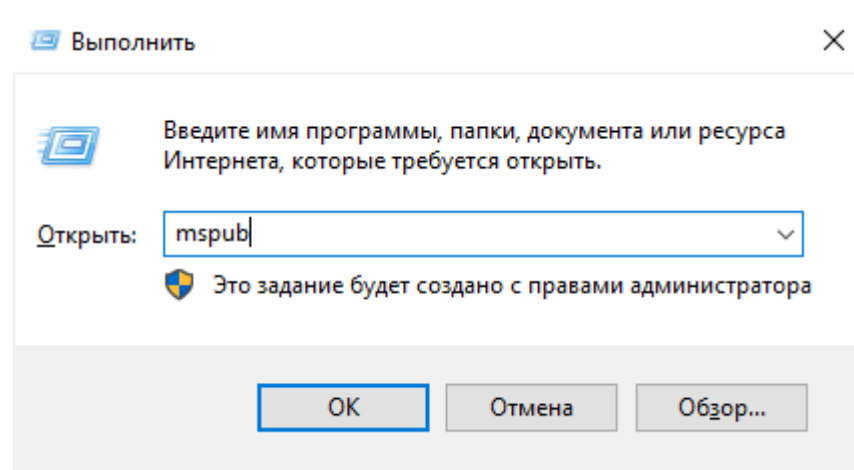 Выполнить
Введите имя программы, папки, документа или ресурса
Интернета, которые требуется открыть.
Открыть: mspub
Это задание будет создано с правами администратора
OK Отмена Обзор...